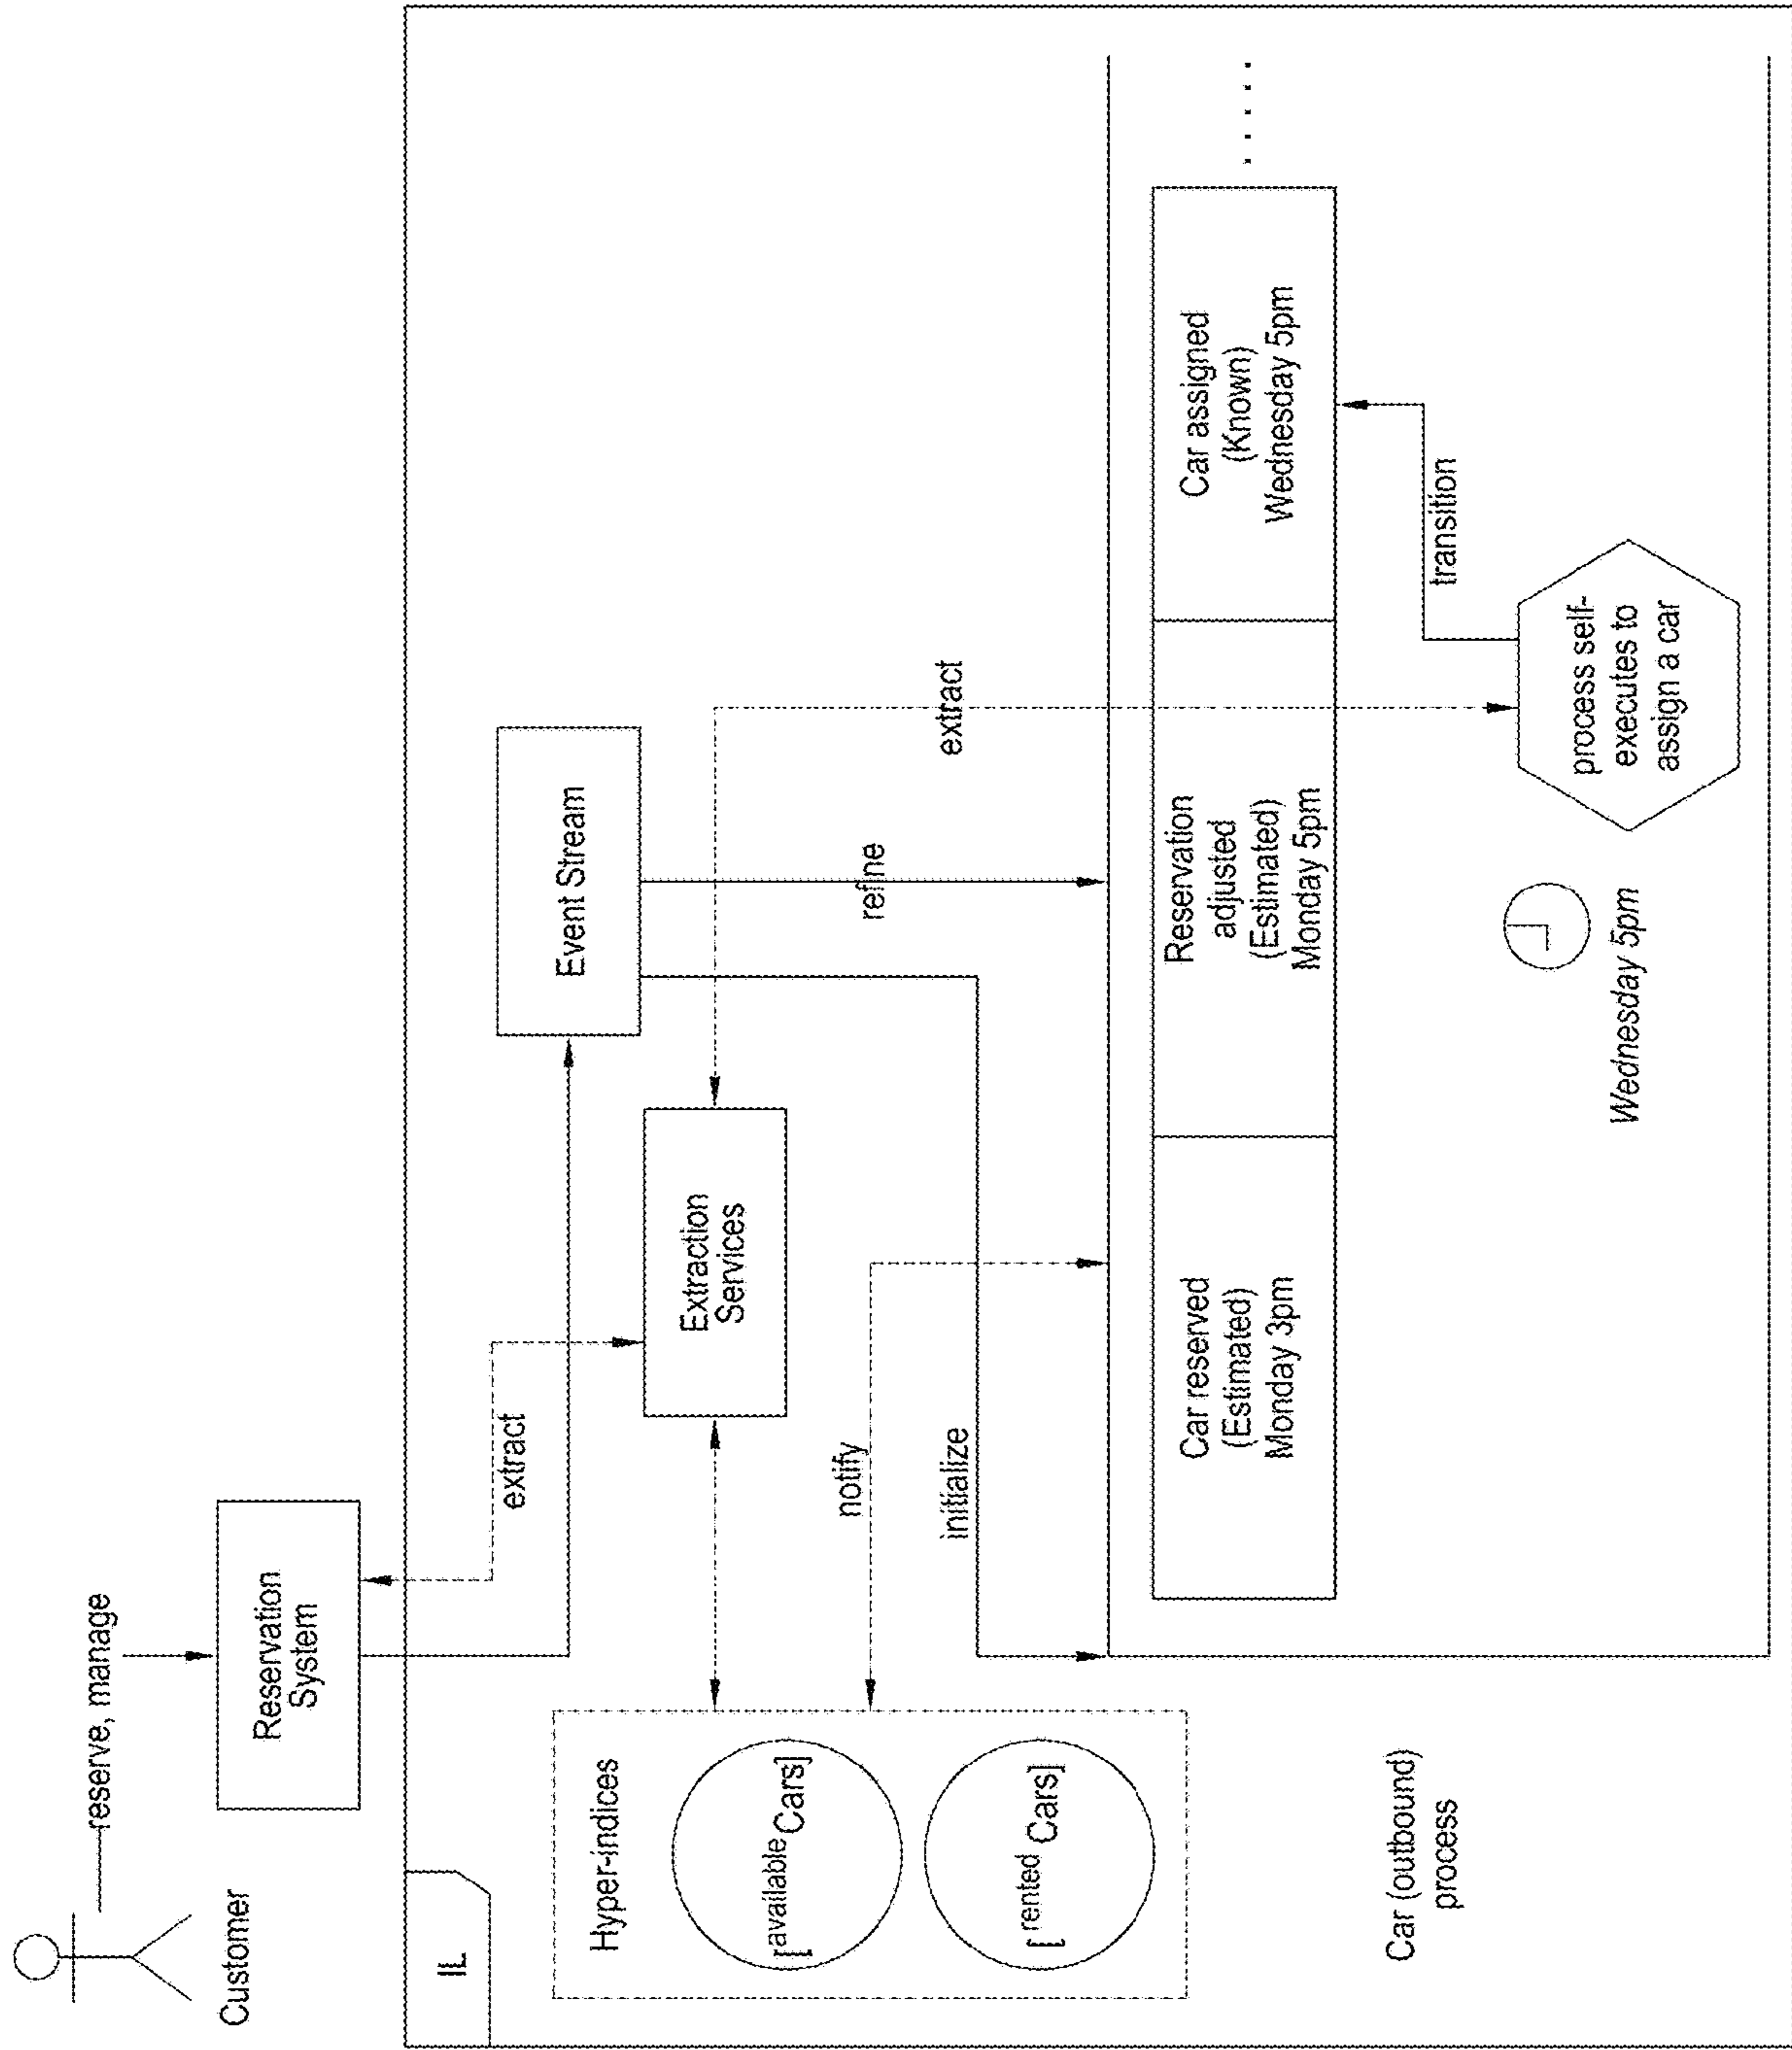 Customer
reserve, manage
Reservation
System
IL
extract
Event Stream
Hyper-indices
[available Cars]
[rented Cars]
Extraction
Services
notify
initialize
refine
extract
Car (outbound)
process
Car reserved
(Estimated)
Monday 3pm
Reservation
adjusted
(Estimated)
Monday 5pm
Car assigned
(Known)
Wednesday 5pm
.....
transition
process self-
executes to
assign a car
Wednesday 5pm